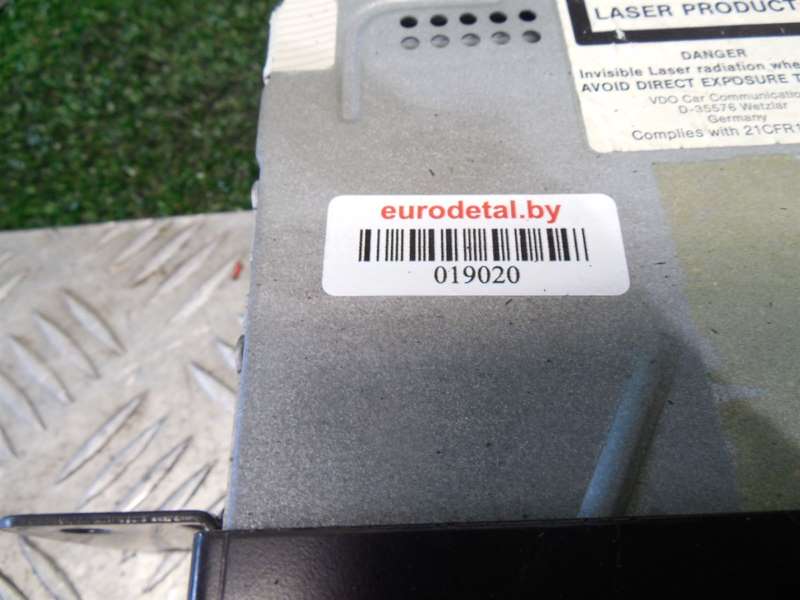 LASER PRODUCT
DANGER
Invisible Laser radiation whe
AVOID DIRECT EXPOSURE T
VDO Car Communicatio
D-35576 Wetzlar
Germany
Complies with 21CFR1
eurodetal.by
019020